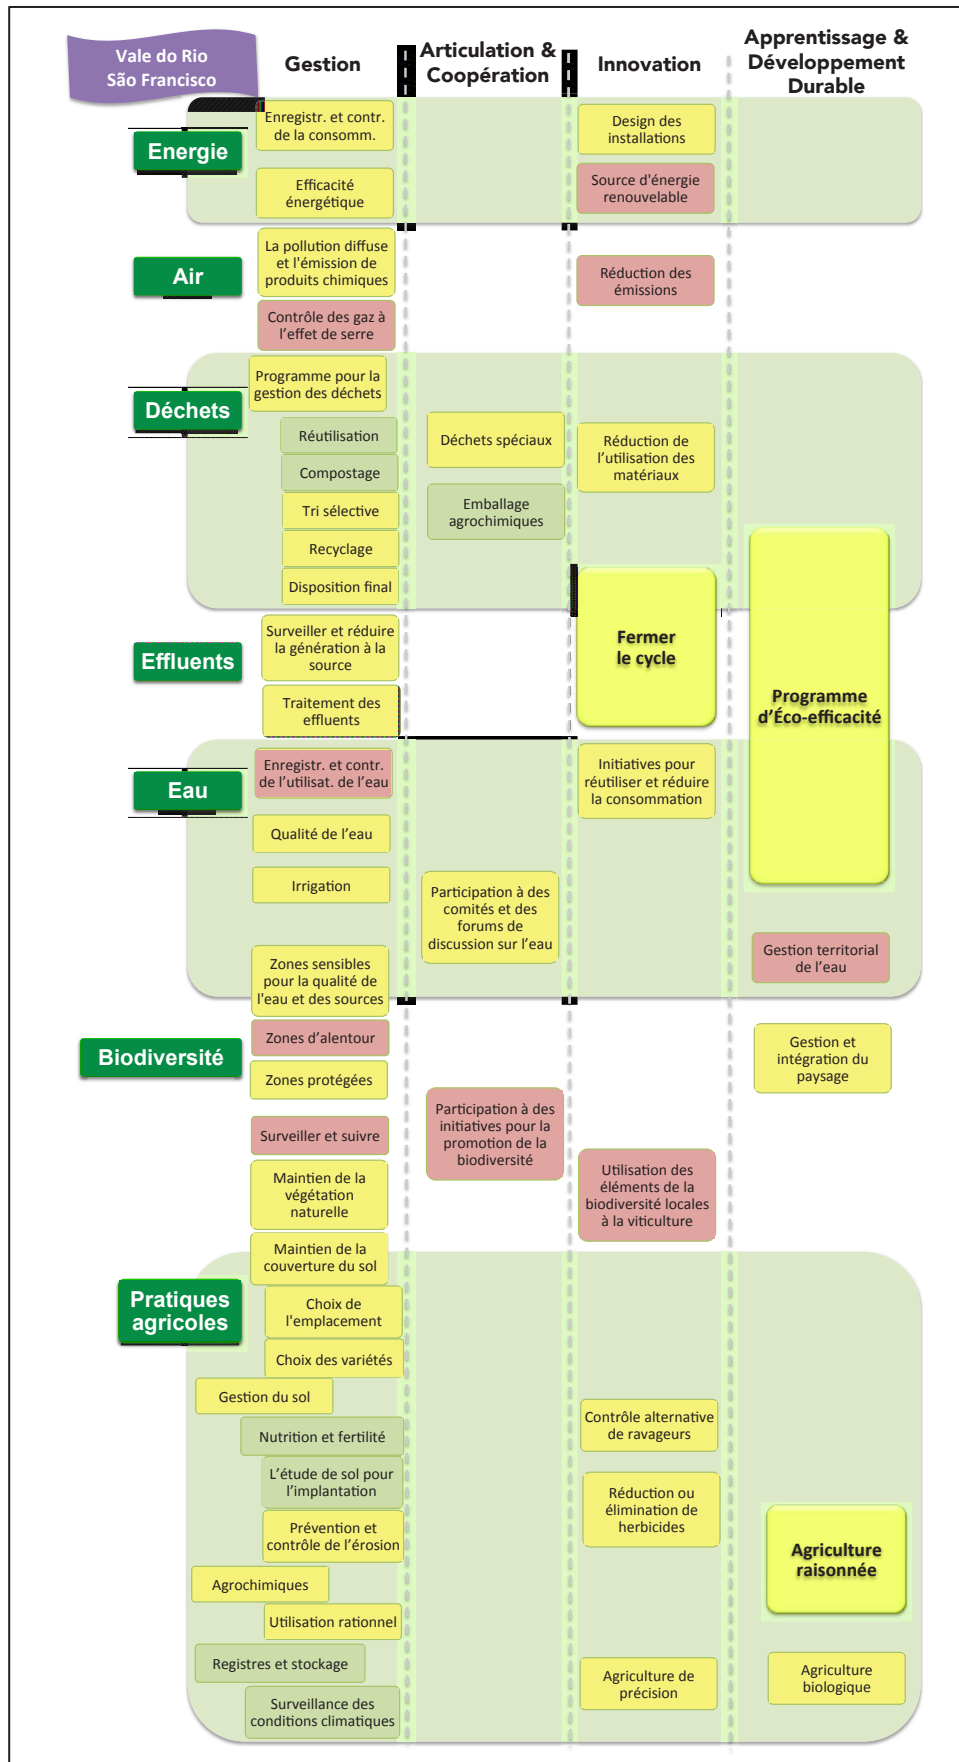 Vale do Rio
São Francisco
Gestion
Articulation &
Coopération
Innovation
Apprentissage &
Développement
Durable
Energie
Enregistr. et contr.
de la consomm.
Efficacité
énergétique
Design des
installations
Source d'énergie
renouvelable
Air
La pollution diffuse
et l'émission de
produits chimiques
Contrôle des gaz à
l'effet de serre
Réduction des
émissions
Déchets
Programme pour la
gestion des déchets
Réutilisation
Compostage
Tri sélective
Recyclage
Disposition final
Déchets spéciaux
Emballage
agrochimiques
Réduction de
l'utilisation des
matériaux
Effluents
Surveiller et réduire
la génération à la
source
Traitement des
effluents
Fermer
le cycle
Programme
d'Éco-efficacité
Eau
Enregistr. et contr.
de l'utilisat. de l'eau
Qualité de l'eau
Irrigation
Zones sensibles
pour la qualité de
l'eau et des sources
Participation à des
comités et des
forums de
discussion sur l'eau
Initiatives pour
réutiliser et réduire
la consommation
Gestion territorial
de l'eau
Biodiversité
Zones d'alentour
Zones protégées
Surveiller et suivre
Maintien de la
végétation
naturelle
Participation à des
initiatives pour la
promotion de la
biodiversité
Utilisation des
éléments de la
biodiversité locales
à la viticulture
Gestion et
intégration du
paysage
Pratiques
agricoles
Maintien de la
couverture du sol
Choix de
l'emplacement
Choix des variétés
Gestion du sol
Nutrition et fertilité
L'étude de sol pour
l'implantation
Prévention et
contrôle de l'érosion
Agrochimiques
Utilisation rationnel
Registres et stockage
Surveillance des
conditions climatiques
Contrôle alternative
de ravageurs
Réduction ou
élimination de
herbicides
Agriculture de
précision
Agriculture
raisonnée
Agriculture
biologique